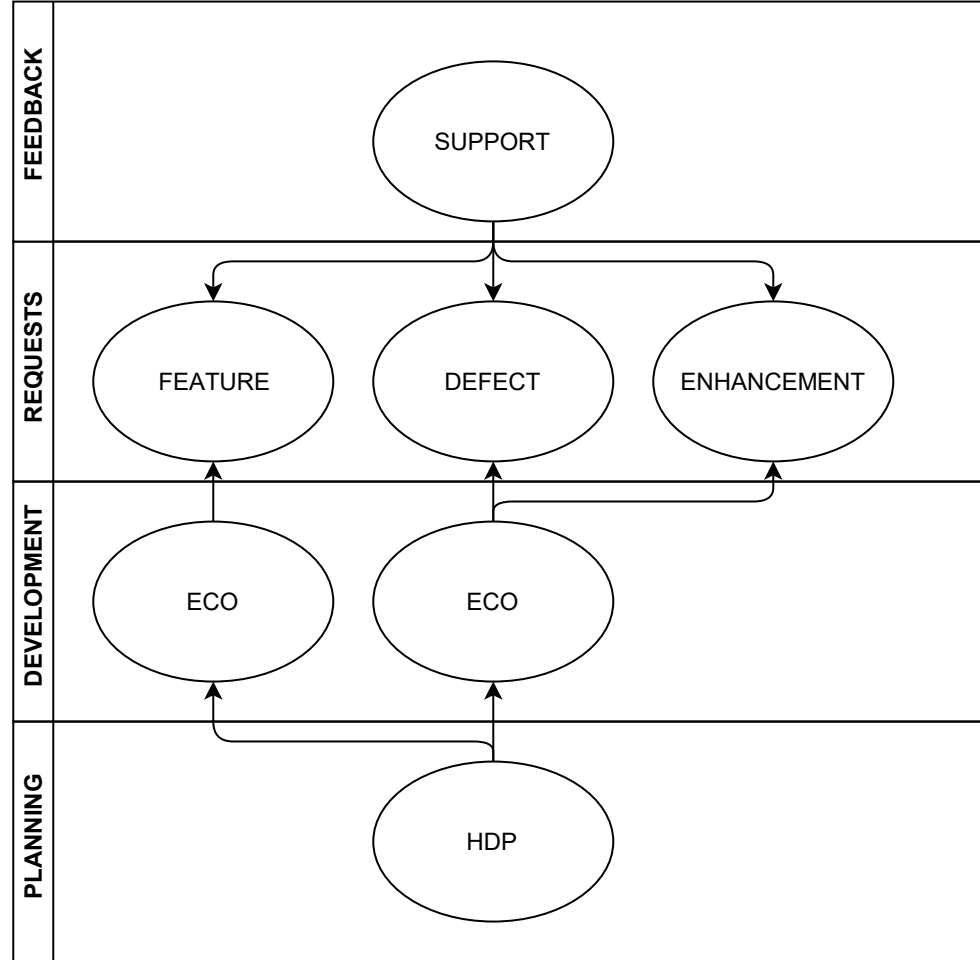 FEEDBACK
SUPPORT
REQUESTS
FEATURE
DEFECT
ENHANCEMENT
DEVELOPMENT
ECO
ECO
PLANNING
HDP